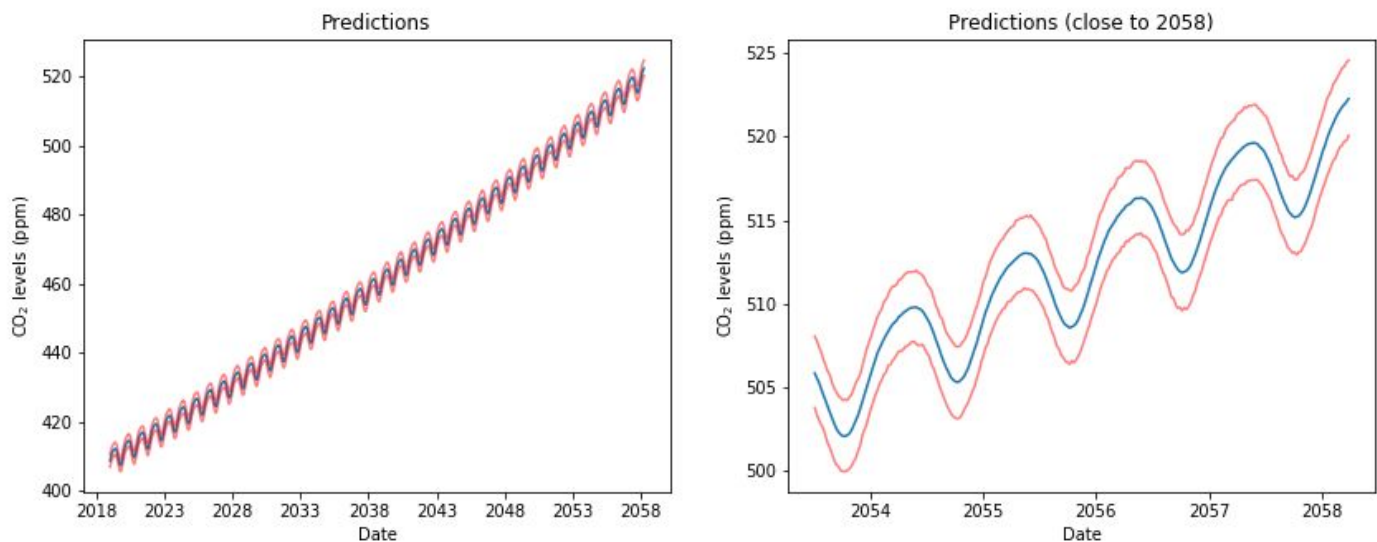 Predictions
CO₂ levels (ppm)
520
500
480
460
440
420
400
2018 2023 2028 2033 2038 2043 2048 2053 2058
Date
Predictions (close to 2058)
CO₂ levels (ppm)
525
520
515
510
505
500
2054 2055 2056 2057 2058
Date